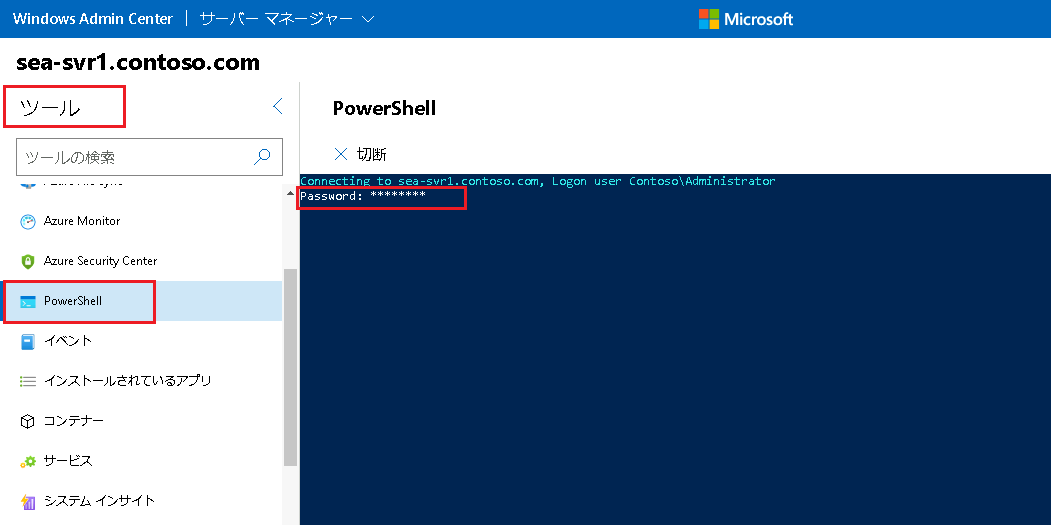 Windows Admin Center | サーバー マネージャー
Microsoft
sea-svr1.contoso.com
ツール
ツールの検索
Azure File Sync
Azure Monitor
Azure Security Center
PowerShell
イベント
インストールされているアプリ
コンテナー
サービス
システム インサイト
PowerShell
切断
Connecting to sea-svr1.contoso.com, Logon user Contoso\Administrator
Password: ********